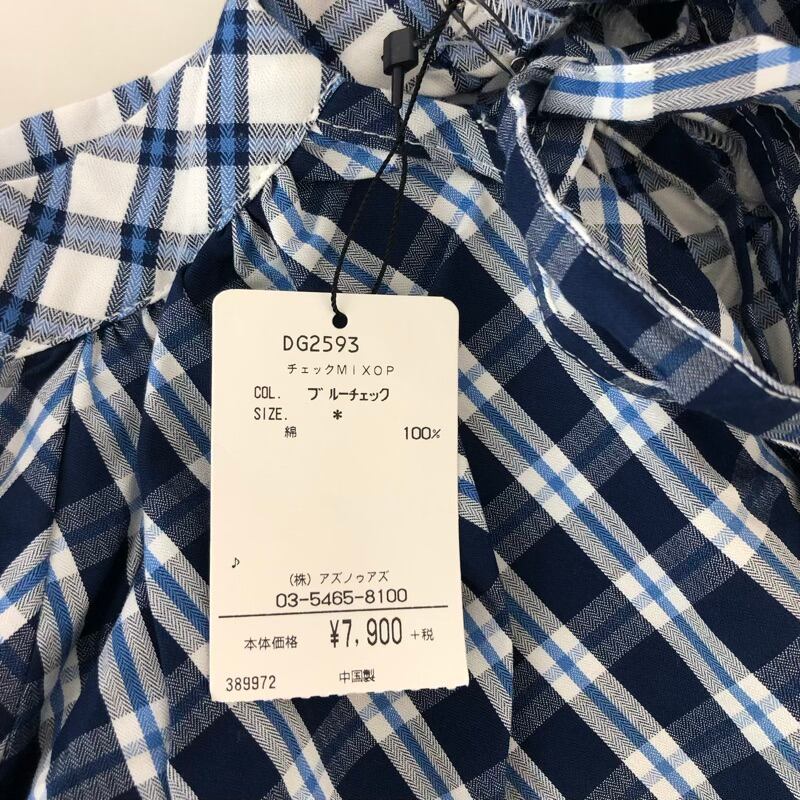 DG2593
チェックMIXOP
COL. ブルーチェック
SIZE. *
綿 100%
♪
(株) アズノゥアズ
03-5465-8100
本体価格 ¥7,900 +税
389972 中国製